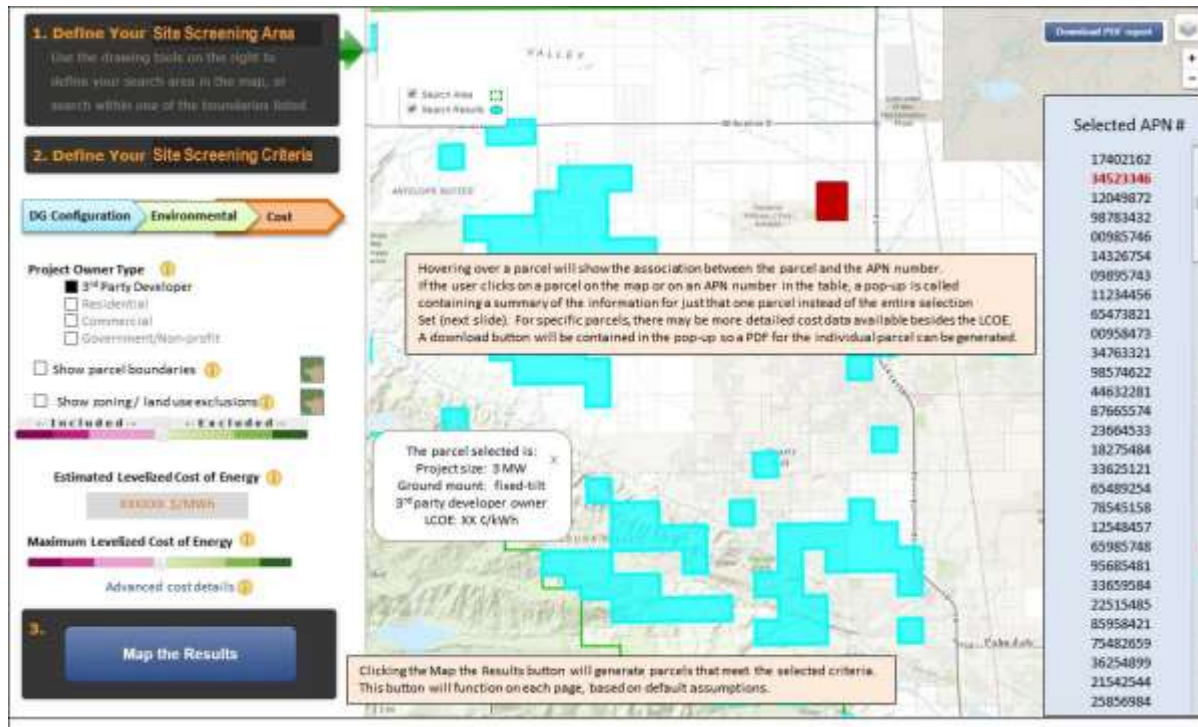 1. Define Your Site Screening Area
Use the drawing tools on the right to
define your search area in the map, or
search within one of the boundaries listed
2. Define Your Site Screening Criteria
DG Configuration
Environmental
Cost
Project Owner Type
3rd Party Developer
Residential
Commercial
Government/Non-profit
Show parcel boundaries
Show zoning / land use exclusions
Included
Excluded
Estimated Levelized Cost of Energy
XXXXXX $/MWh
Maximum Levelized Cost of Energy
Advanced cost details
3.
Map the Results
VALLEY
Search Area
Search Results
ANTELOPE BUTTES
Hovering over a parcel will show the association between the parcel and the APN number.
If the user clicks on a parcel on the map or on an APN number in the table, a pop-up is called
containing a summary of the information for just that one parcel instead of the entire selection
Set (next slide). For specific parcels, there may be more detailed cost data available besides the LCOE.
A download button will be contained in the pop-up so a PDF for the individual parcel can be generated.
The parcel selected is:
x
Project size: 3 MW
Ground mount: fixed-tilt
3rd party developer owner
LCOE: XX ¢/kWh
Clicking the Map the Results button will generate parcels that meet the selected criteria.
This button will function on each page, based on default assumptions.
Download PDF report
+
-
Selected APN #
17402162
34523346
12049872
98783432
00985746
14326754
09895743
11234456
65473821
00958473
34763321
98574622
44632281
87665574
23664533
18275484
33625121
65489254
78545158
12548457
65985748
95685481
33659584
22515485
85958421
75482659
36254899
21542544
25856984